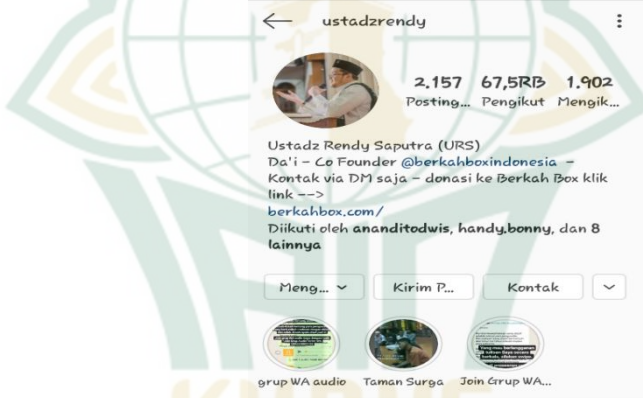 ustadzrendy
2.157 67,5RB 1.902
Posting... Pengikut Mengik...
Ustadz Rendy Saputra (URS)
Da'i – Co Founder @berkahboxindonesia –
Kontak via DM saja – donasi ke Berkah Box klik
link -->
berkahbox.com/
Diikuti oleh ananditodwis, handy.bonny, dan 8
lainnya
Meng... Kirim P... Kontak
grup WA audio Taman Surga Join Grup WA...